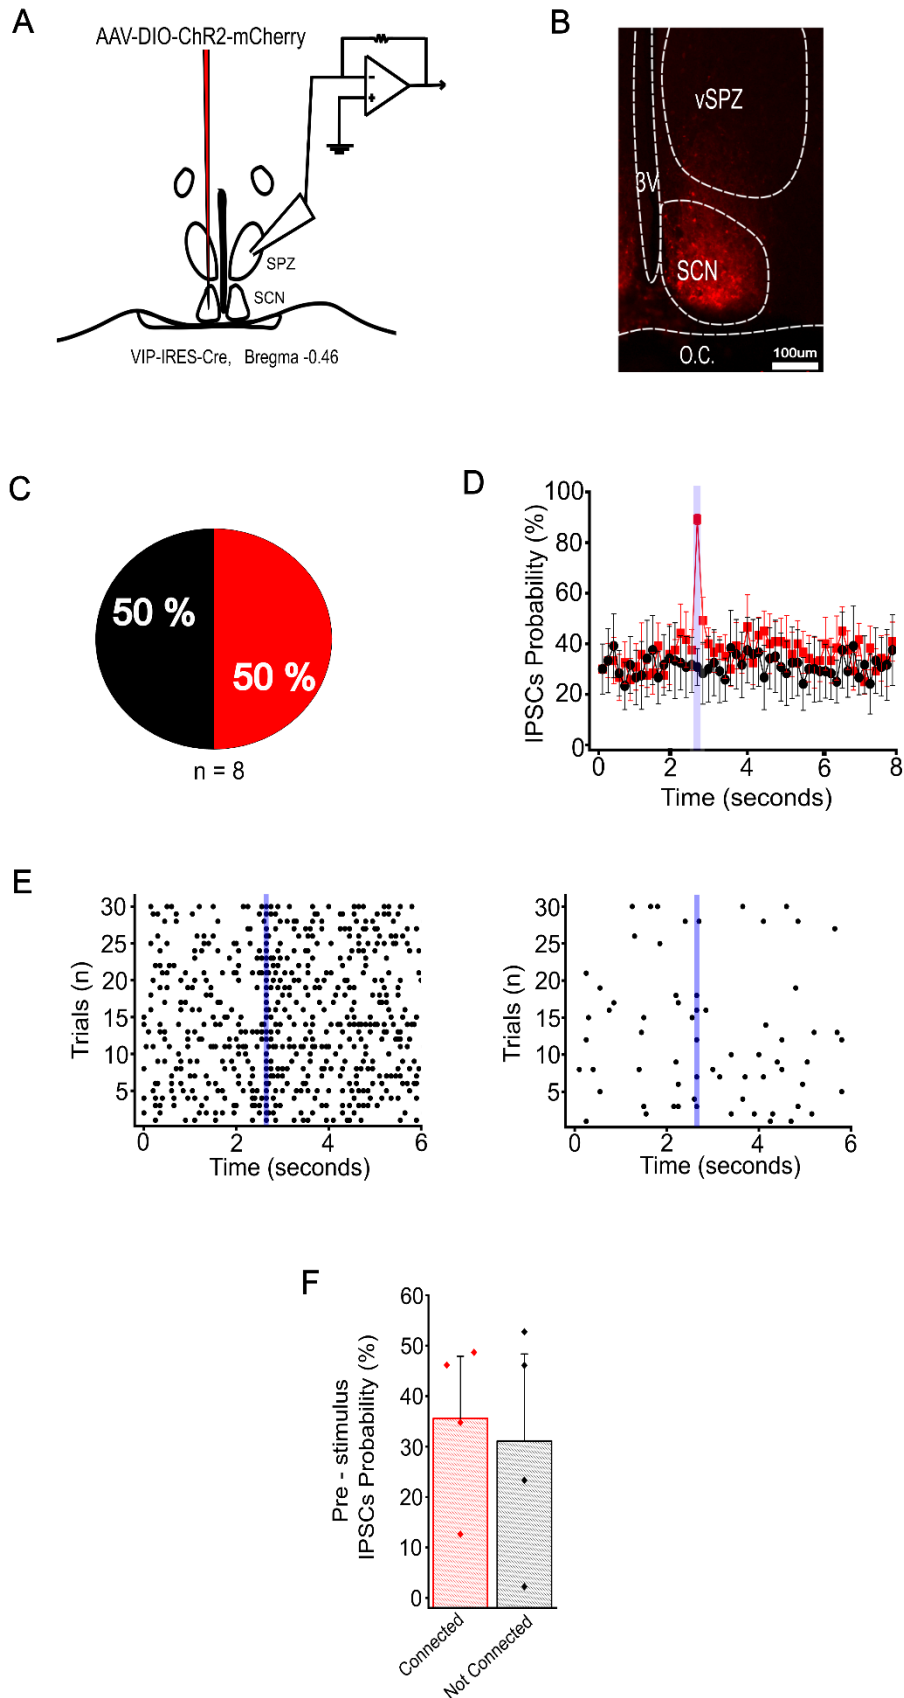 A
AAV-DIO-ChR2-mCherry
SPZ
SCN
VIP-IRES-Cre, Bregma -0.46
B
vSPZ
3V
SCN
O.C.
100um
C
50 %
50 %
n = 8
D
IPSCs Probability (%)
100
80
60
40
20
0
0 2 4 6 8
Time (seconds)
E
Trials (n)
30
25
20
15
10
5
0 2 4 6
Time (seconds)
Trials (n)
30
25
20
15
10
5
0 2 4 6
Time (seconds)
F
Pre - stimulus
IPSCs Probability (%)
60
50
40
30
20
10
0
Connected
Not Connected